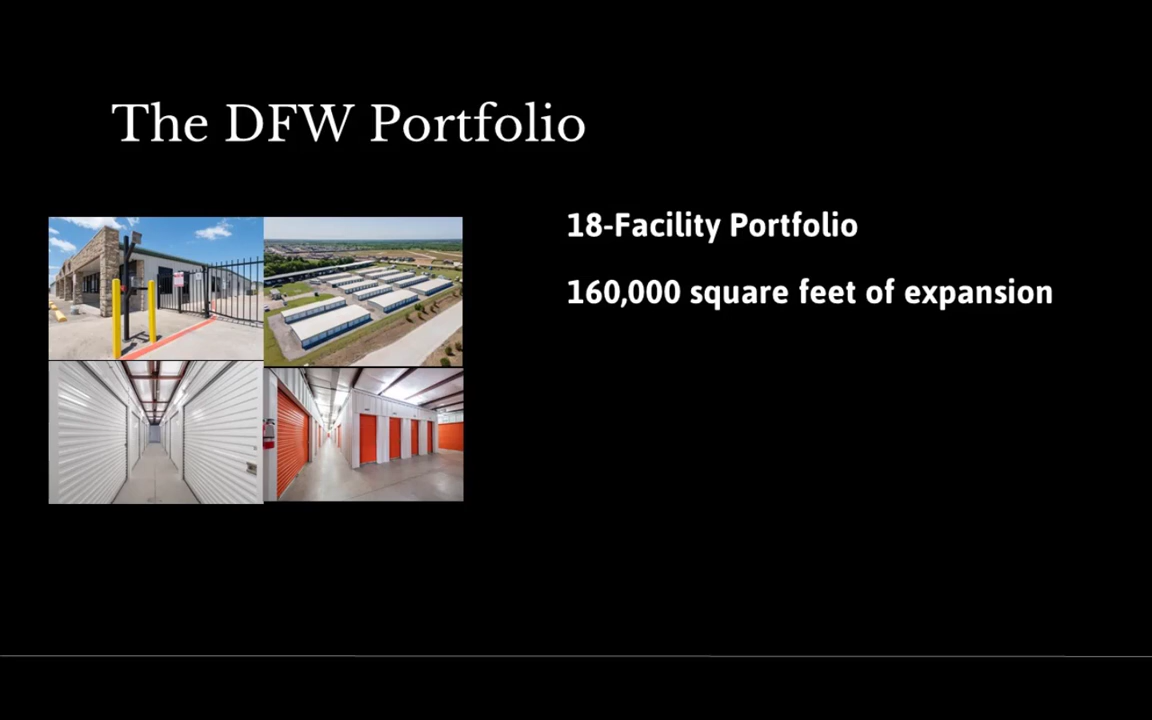 The DFW Portfolio
18-Facility Portfolio
160,000 square feet of expansion